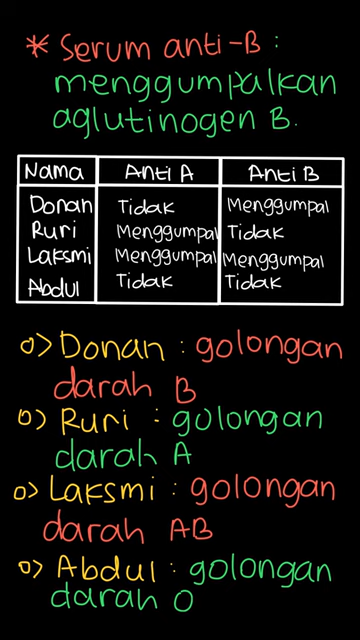 * Serum anti-B :
menggumpalkan
aglutinogen B.
Nama Anti A Anti B
Donan Tidak Menggumpal
Ruri Menggumpal Tidak
Laksmi Menggumpal Menggumpal
Abdul Tidak Tidak
o> Donan : golongan
darah B
o> Ruri : golongan
darah A
o> Laksmi : golongan
darah AB
o> Abdul : golongan
darah O